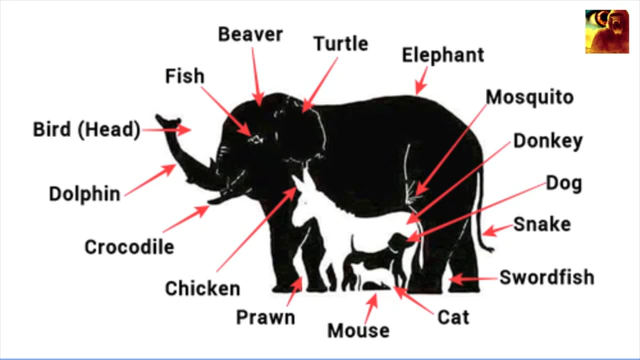 Beaver
Turtle
Elephant
Fish
Mosquito
Bird (Head)
Donkey
Dog
Dolphin
Snake
Crocodile
Swordfish
Chicken
Prawn
Cat
Mouse